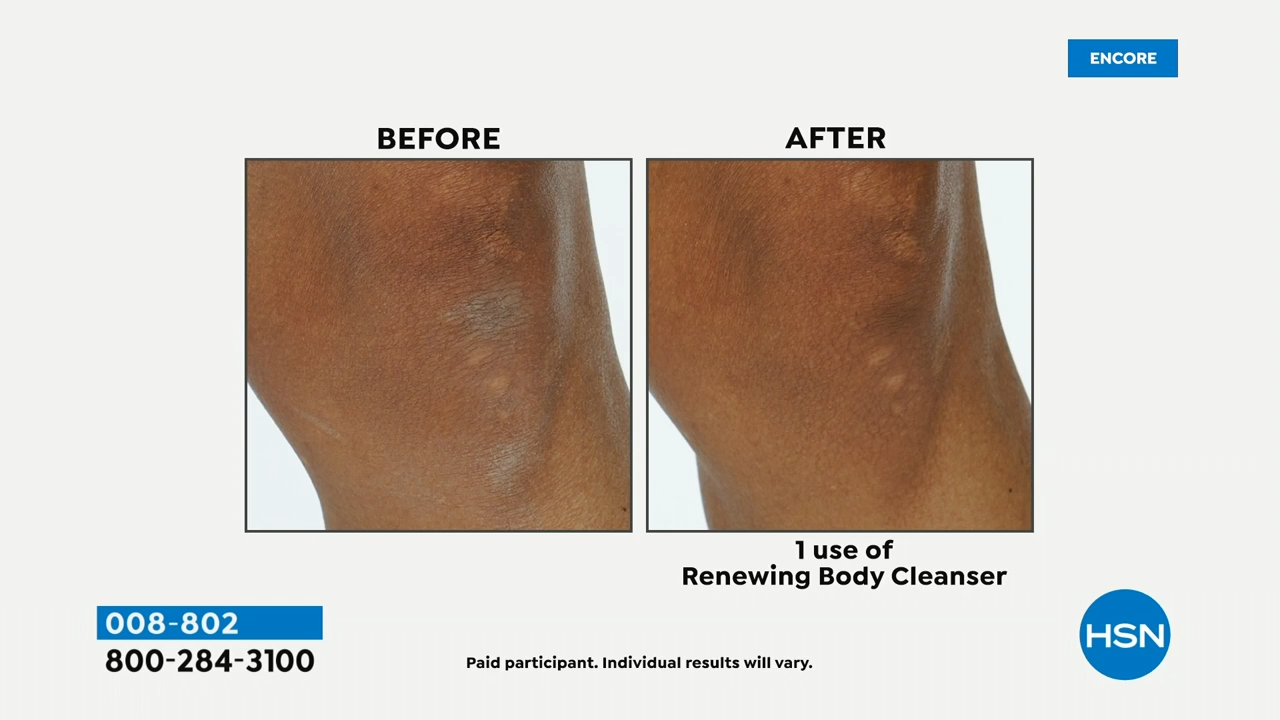 ENCORE
BEFORE
AFTER
1 use of
Renewing Body Cleanser
008-802
800-284-3100
Paid participant. Individual results will vary.
HSN